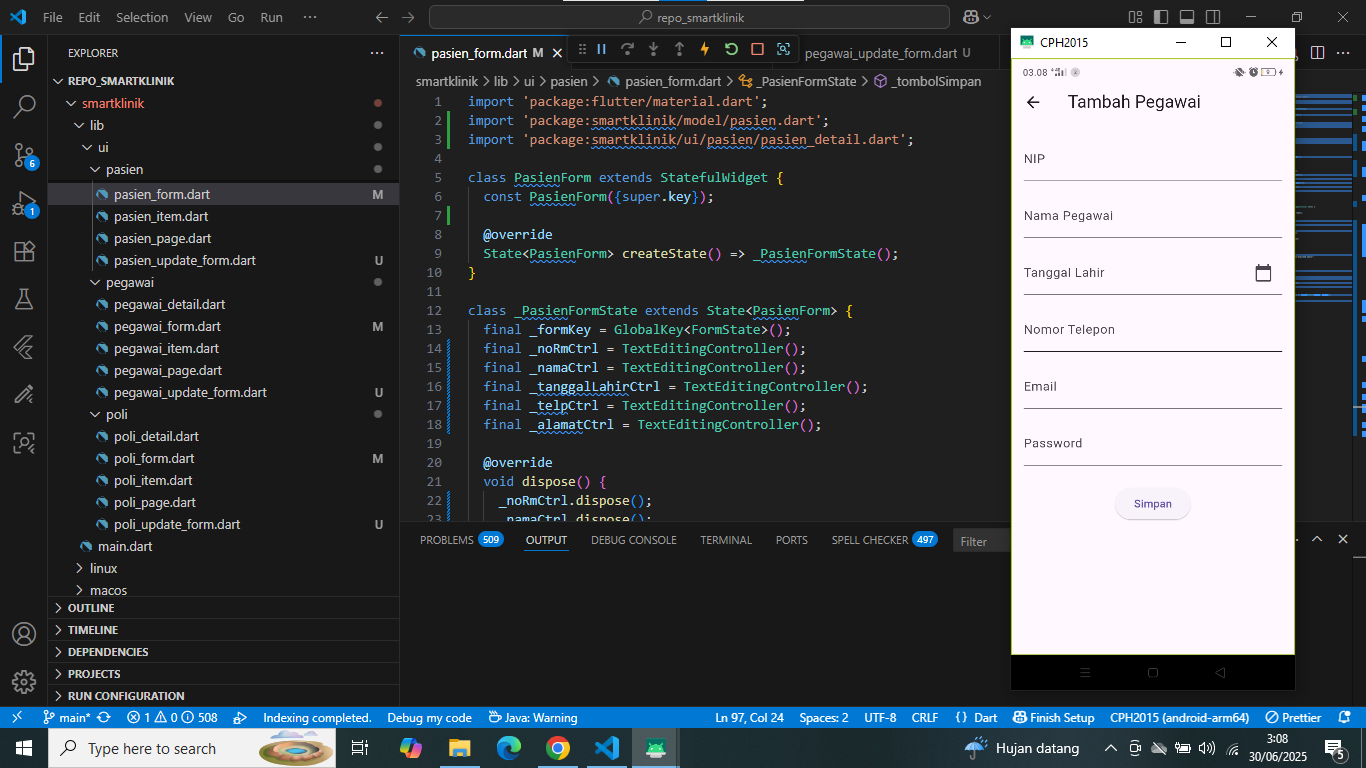 File Edit Selection View Go Run ···
repo_smartklinik
EXPLORER
REPO_SMARTKLINIK
smartklinik
lib
ui
pasien
pasien_form.dart M
pasien_item.dart
pasien_page.dart
pasien_update_form.dart U
pegawai
pegawai_detail.dart
pegawai_form.dart M
pegawai_item.dart
pegawai_page.dart
pegawai_update_form.dart U
poli
poli_detail.dart
poli_form.dart M
poli_item.dart
poli_page.dart
poli_update_form.dart U
main.dart
linux
macos
OUTLINE
TIMELINE
DEPENDENCIES
PROJECTS
RUN CONFIGURATION
6
1
pasien_form.dart M
pegawai_update_form.dart U
smartklinik > lib > ui > pasien > pasien_form.dart > _PasienFormState > _tombolSimpan
1 import 'package:flutter/material.dart';
2 import 'package:smartklinik/model/pasien.dart';
3 import 'package:smartklinik/ui/pasien/pasien_detail.dart';
4
5 class PasienForm extends StatefulWidget {
6 const PasienForm({super.key});
7
8 @override
9 State<PasienForm> createState() => _PasienFormState();
10 }
11
12 class _PasienFormState extends State<PasienForm> {
13 final _formKey = GlobalKey<FormState>();
14 final _noRmCtrl = TextEditingController();
15 final _namaCtrl = TextEditingController();
16 final _tanggalLahirCtrl = TextEditingController();
17 final _telpCtrl = TextEditingController();
18 final _alamatCtrl = TextEditingController();
19
20 @override
21 void dispose() {
22 _noRmCtrl.dispose();
23 _namaCtrl.dispose();
PROBLEMS 509 OUTPUT DEBUG CONSOLE TERMINAL PORTS SPELL CHECKER 497 Filter
CPH2015
03.08
Tambah Pegawai
NIP
Nama Pegawai
Tanggal Lahir
Nomor Telepon
Email
Password
Simpan
main* 1 0 508 Indexing completed. Debug my code Java: Warning Ln 97, Col 24 Spaces: 2 UTF-8 CRLF {} Dart Finish Setup CPH2015 (android-arm64) Prettier
Type here to search
Hujan datang
3:08
30/06/2025
5